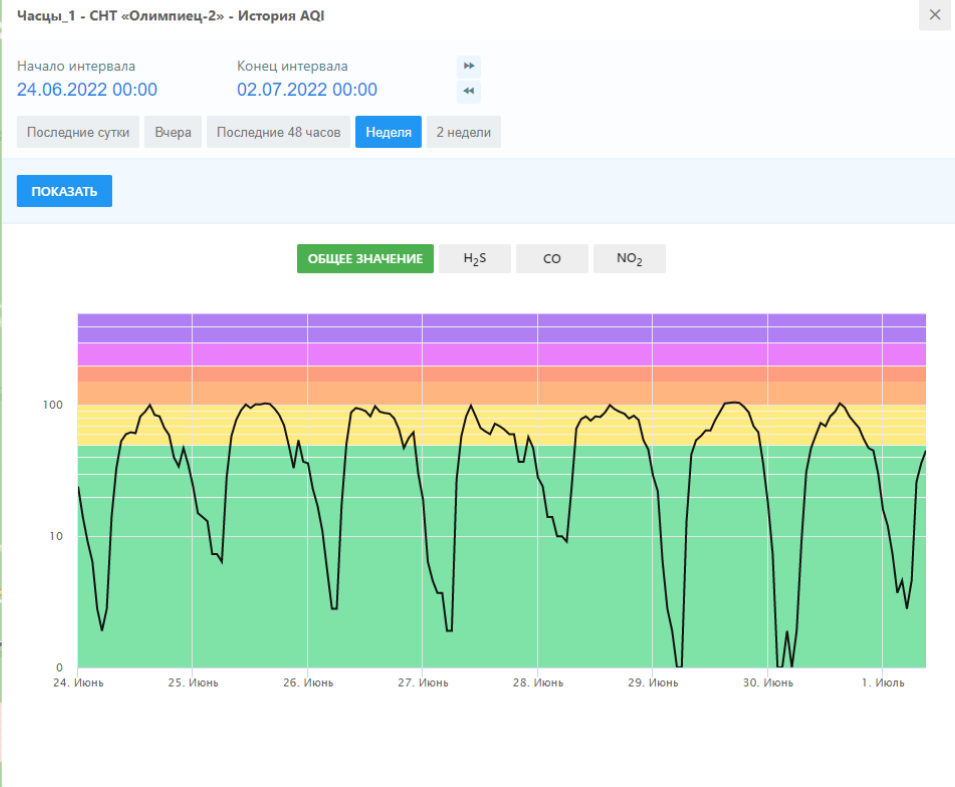 Часцы_1 - СНТ «Олимпиец-2» - История AQI
Начало интервала
Конец интервала
24.06.2022 00:00
02.07.2022 00:00
Последние сутки
Вчера
Последние 48 часов
Неделя
2 недели
ПОКАЗАТЬ
ОБЩЕЕ ЗНАЧЕНИЕ
H₂S
CO
NO₂
100
10
0
24. Июнь
25. Июнь
26. Июнь
27. Июнь
28. Июнь
29. Июнь
30. Июнь
1. Июль